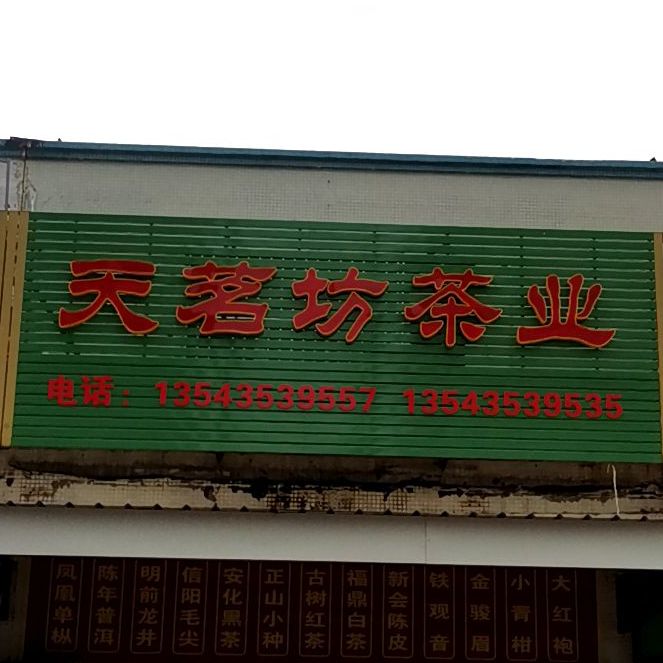 天茗坊茶业
电话：13543539557 13543539535
凤凰单枞
陈年普洱
明前龙井
信阳毛尖
安化黑茶
正山小种
古树红茶
福鼎白茶
新会陈皮
铁观音
金骏眉
小青柑
大红袍